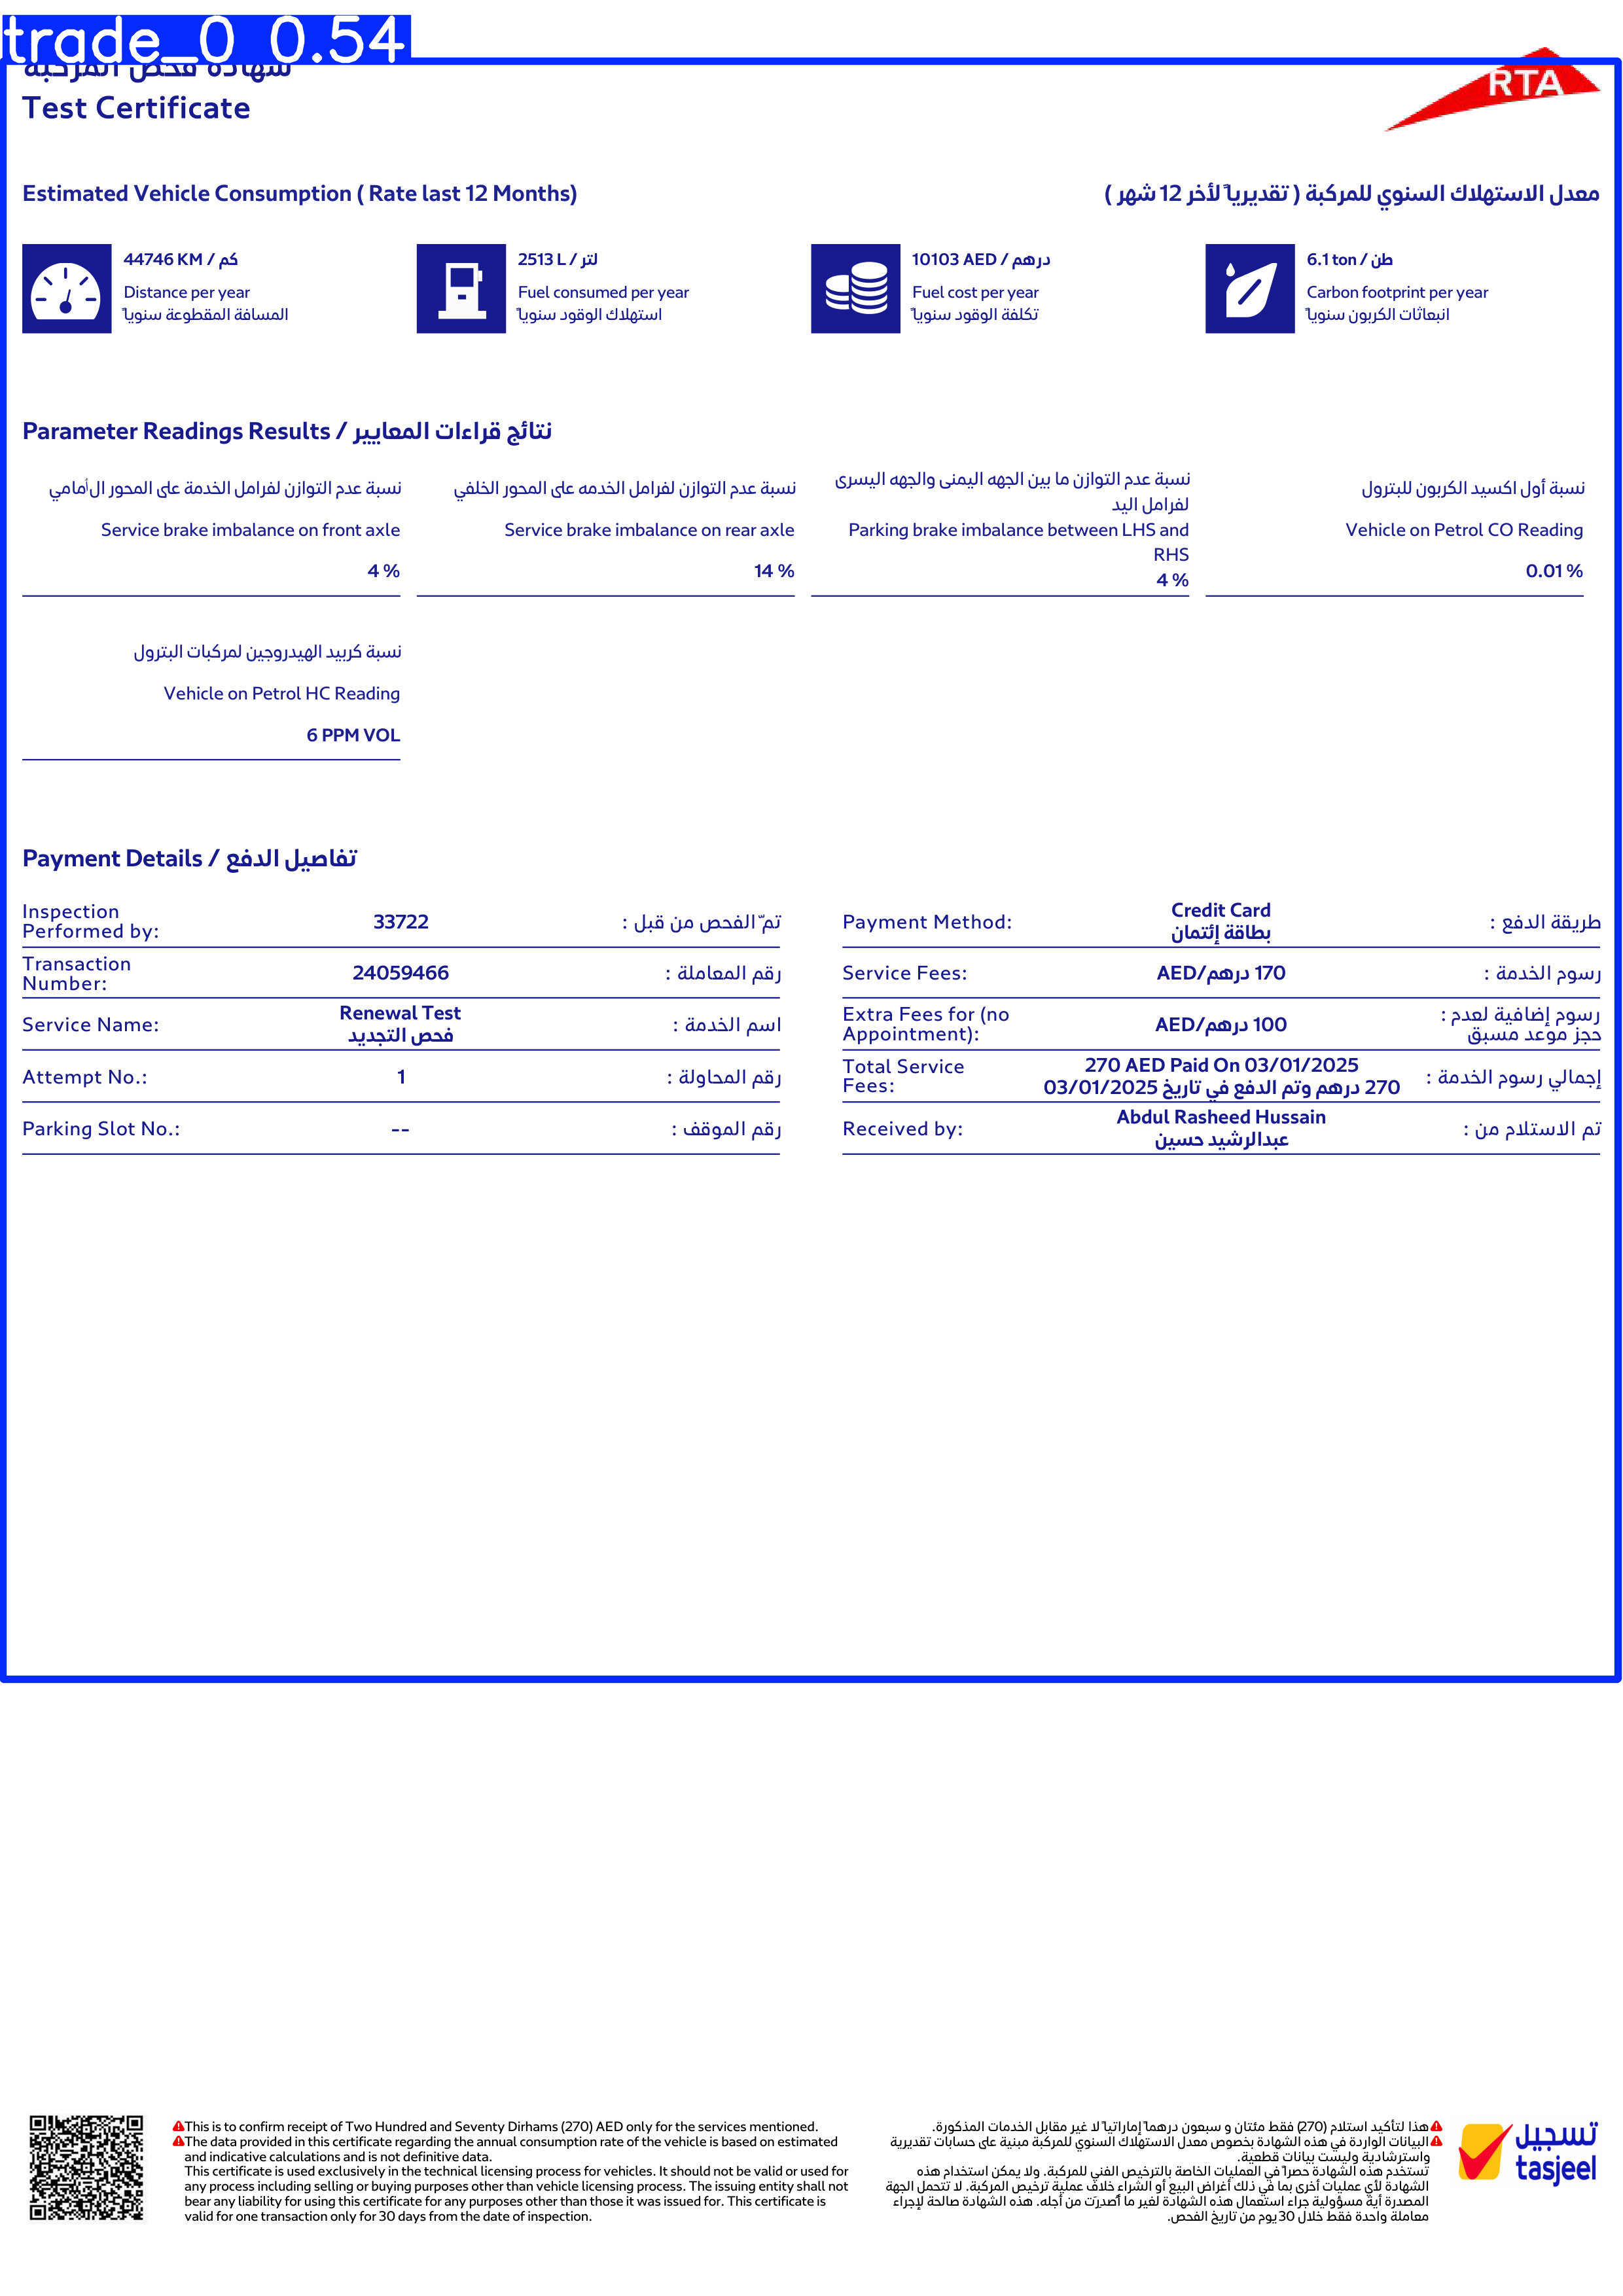 trade_0 0.54
شهادة فحص المركبة
Test Certificate
RTA
Estimated Vehicle Consumption ( Rate last 12 Months)
معدل الاستهلاك السنوي للمركبة ( تقديرياً لأخر 12 شهر )
44746 KM / كم
Distance per year
المسافة المقطوعة سنوياً
2513 L / لتر
Fuel consumed per year
استهلاك الوقود سنوياً
10103 AED / درهم
Fuel cost per year
تكلفة الوقود سنوياً
6.1 ton / طن
Carbon footprint per year
انبعاثات الكربون سنوياً
Parameter Readings Results / نتائج قراءات المعايير
نسبة عدم التوازن لفرامل الخدمة على المحور الأمامي
Service brake imbalance on front axle
4 %
نسبة عدم التوازن لفرامل الخدمه على المحور الخلفي
Service brake imbalance on rear axle
14 %
نسبة عدم التوازن ما بين الجهه اليمنى والجهه اليسرى
لفرامل اليد
Parking brake imbalance between LHS and
RHS
4 %
نسبة أول اكسيد الكربون للبترول
Vehicle on Petrol CO Reading
0.01 %
نسبة كربيد الهيدروجين لمركبات البترول
Vehicle on Petrol HC Reading
6 PPM VOL
Payment Details / تفاصيل الدفع
Inspection
Performed by:
33722
تمّ الفحص من قبل :
Transaction
Number:
24059466
رقم المعاملة :
Service Name:
Renewal Test
فحص التجديد
اسم الخدمة :
Attempt No.:
1
رقم المحاولة :
Parking Slot No.:
--
رقم الموقف :
Payment Method:
Credit Card
بطاقة إئتمان
طريقة الدفع :
Service Fees:
170 درهم/AED
رسوم الخدمة :
Extra Fees for (no
Appointment):
100 درهم/AED
رسوم إضافية لعدم :
حجز موعد مسبق
Total Service
Fees:
270 AED Paid On 03/01/2025
270 درهم وتم الدفع في تاريخ 03/01/2025
إجمالي رسوم الخدمة :
Received by:
Abdul Rasheed Hussain
عبدالرشيد حسين
تم الاستلام من :
This is to confirm receipt of Two Hundred and Seventy Dirhams (270) AED only for the services mentioned.
The data provided in this certificate regarding the annual consumption rate of the vehicle is based on estimated
and indicative calculations and is not definitive data.
This certificate is used exclusively in the technical licensing process for vehicles. It should not be valid or used for
any process including selling or buying purposes other than vehicle licensing process. The issuing entity shall not
bear any liability for using this certificate for any purposes other than those it was issued for. This certificate is
valid for one transaction only for 30 days from the date of inspection.
هذا لتأكيد استلام (270) فقط مئتان و سبعون درهماً إماراتياً لا غير مقابل الخدمات المذكورة.
البيانات الواردة في هذه الشهادة بخصوص معدل الاستهلاك السنوي للمركبة مبنية على حسابات تقديرية
واسترشادية وليست بيانات قطعية.
تستخدم هذه الشهادة حصراً في العمليات الخاصة بالترخيص الفني للمركبة. ولا يمكن استخدام هذه
الشهادة لأي عمليات أخرى بما في ذلك أغراض البيع أو الشراء خلاف عملية ترخيص المركبة. لا تتحمل الجهة
المصدرة أية مسؤولية جراء استعمال هذه الشهادة لغير ما أصدرت من أجله. هذه الشهادة صالحة لإجراء
معاملة واحدة فقط خلال 30 يوم من تاريخ الفحص.
تسجيل
tasjeel